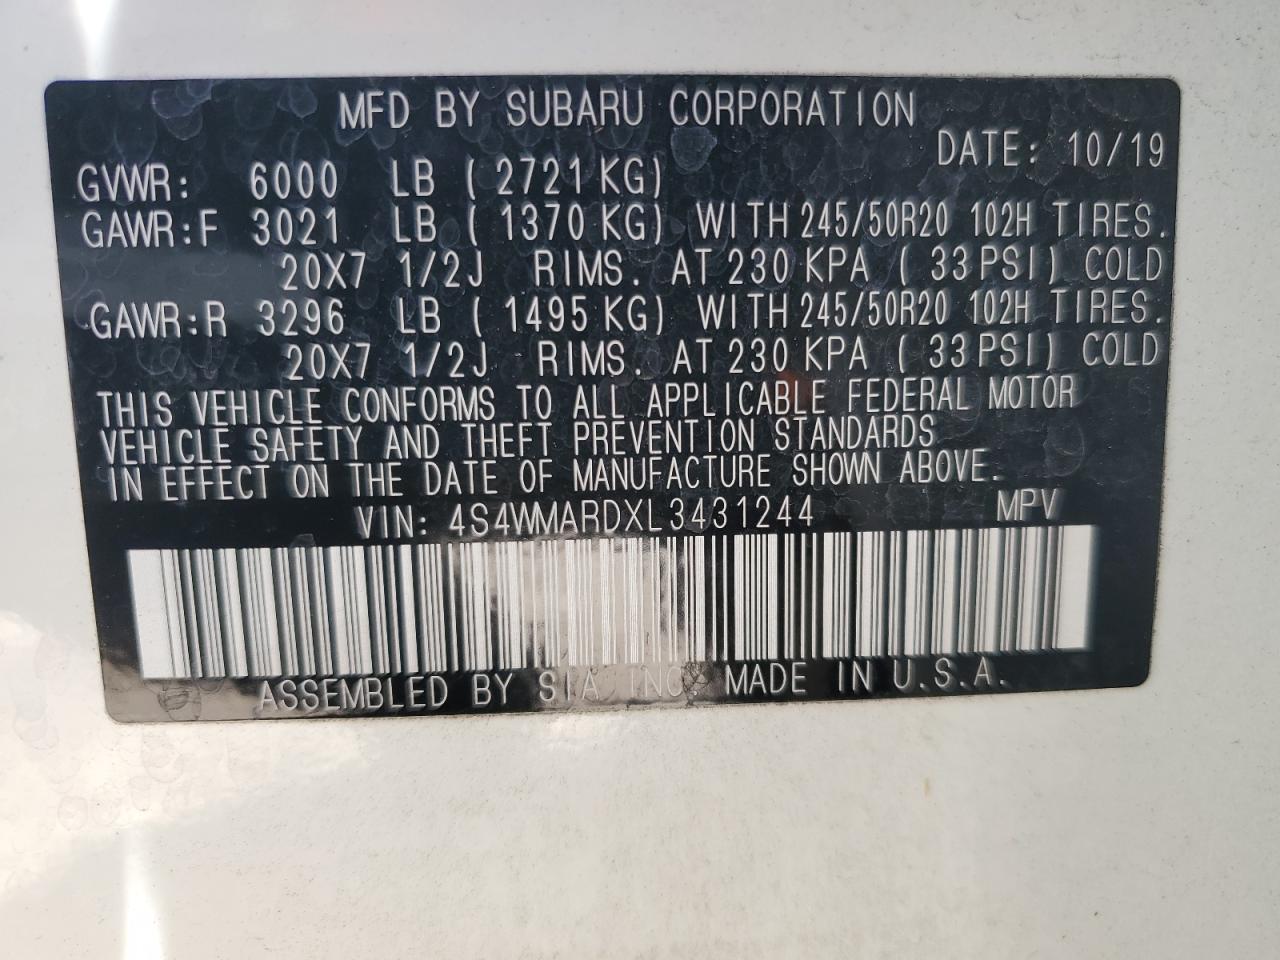 MFD BY SUBARU CORPORATION
DATE: 10/19
GVWR: 6000 LB ( 2721 KG)
GAWR:F 3021 LB ( 1370 KG) WITH 245/50R20 102H TIRES.
20X7 1/2J RIMS. AT 230 KPA ( 33 PSI) COLD
GAWR:R 3296 LB ( 1495 KG) WITH 245/50R20 102H TIRES.
20X7 1/2J RIMS. AT 230 KPA ( 33 PSI) COLD
THIS VEHICLE CONFORMS TO ALL APPLICABLE FEDERAL MOTOR
VEHICLE SAFETY AND THEFT PREVENTION STANDARDS
IN EFFECT ON THE DATE OF MANUFACTURE SHOWN ABOVE.
VIN: 4S4WMARDXL3431244 MPV
ASSEMBLED BY SIA INC. MADE IN U.S.A.